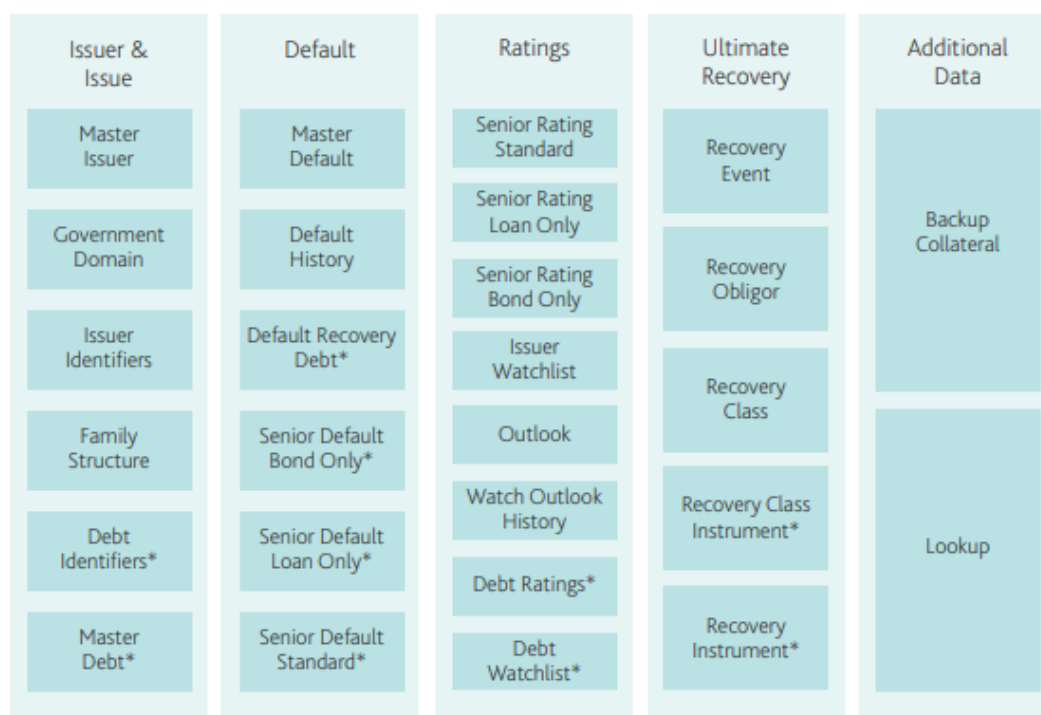 Issuer &
Issue
Master
Issuer
Government
Domain
Issuer
Identifiers
Family
Structure
Debt
Identifiers*
Master
Debt*
Default
Master
Default
Default
History
Default Recovery
Debt*
Senior Default
Bond Only*
Senior Default
Loan Only*
Senior Default
Standard*
Ratings
Senior Rating
Standard
Senior Rating
Loan Only
Senior Rating
Bond Only
Issuer
Watchlist
Outlook
Watch Outlook
History
Debt Ratings*
Debt
Watchlist*
Ultimate
Recovery
Recovery
Event
Recovery
Obligor
Recovery
Class
Recovery Class
Instrument*
Recovery
Instrument*
Additional
Data
Backup
Collateral
Lookup